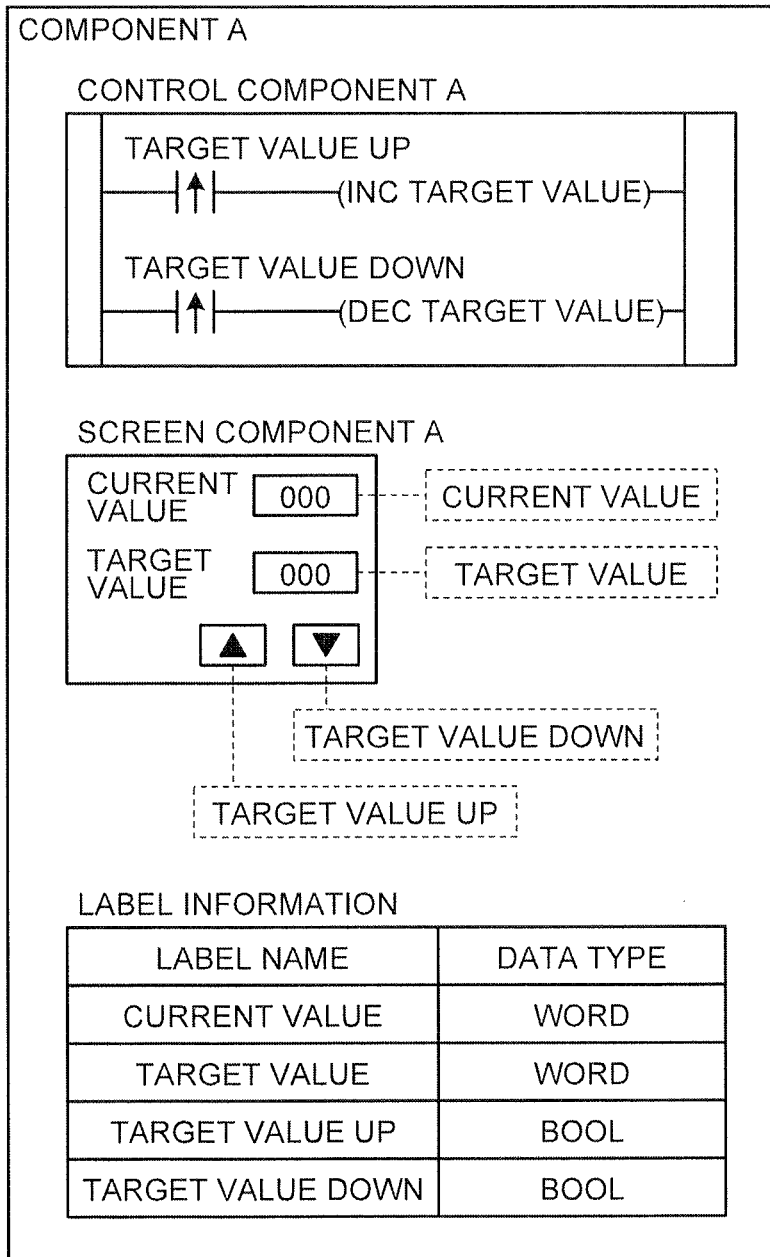 COMPONENT A
CONTROL COMPONENT A
TARGET VALUE UP
(INC TARGET VALUE)
TARGET VALUE DOWN
(DEC TARGET VALUE)
SCREEN COMPONENT A
CURRENT
VALUE
000
CURRENT VALUE
TARGET
VALUE
000
TARGET VALUE
TARGET VALUE DOWN
TARGET VALUE UP
LABEL INFORMATION
LABEL NAME DATA TYPE
CURRENT VALUE WORD
TARGET VALUE WORD
TARGET VALUE UP BOOL
TARGET VALUE DOWN BOOL